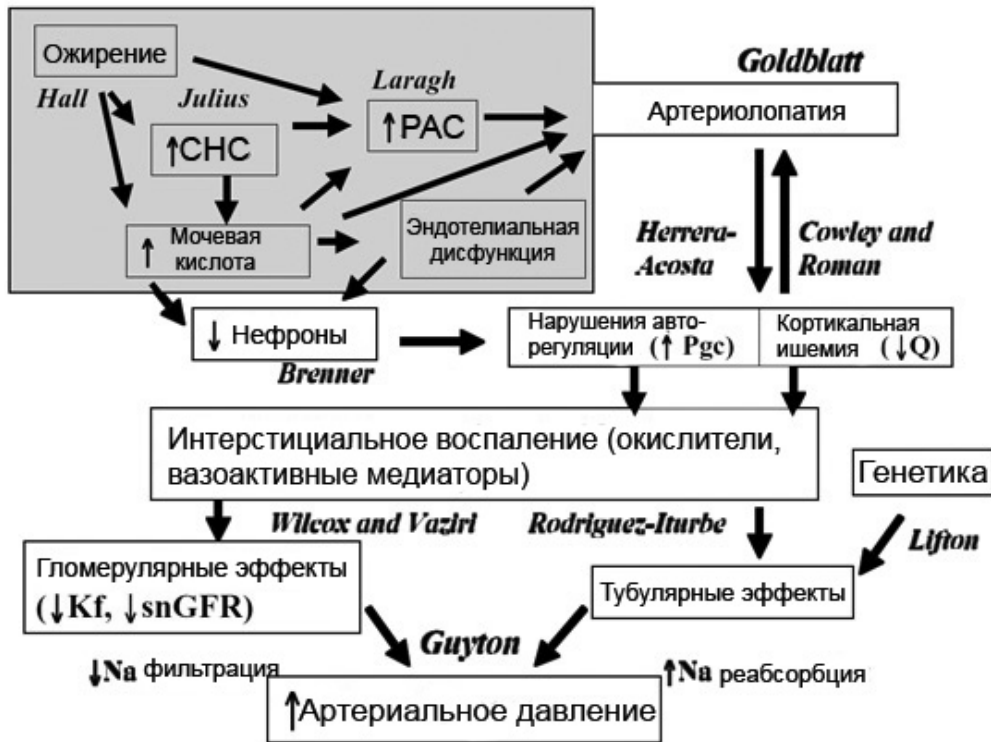 Ожирение
Goldblatt
Hall
Julius
Laragh
Артериолопатия
↑РАС
↑СНС
Herrera-
Acosta
Cowley and
Roman
↑ Мочевая
кислота
Эндотелиальная
дисфункция
↓ Нефроны
Brenner
Нарушения авто-
регуляции (↑ Pgc)
Кортикальная
ишемия (↓Q)
Интерстициальное воспаление (окислители,
вазоактивные медиаторы)
Генетика
Wilcox and Vaziri
Rodriguez-Iturbe
Lifton
Гломерулярные эффекты
(↓Kf, ↓snGFR)
Тубулярные эффекты
Guyton
↓Na фильтрация
↑Na реабсорбция
↑Артериальное давление